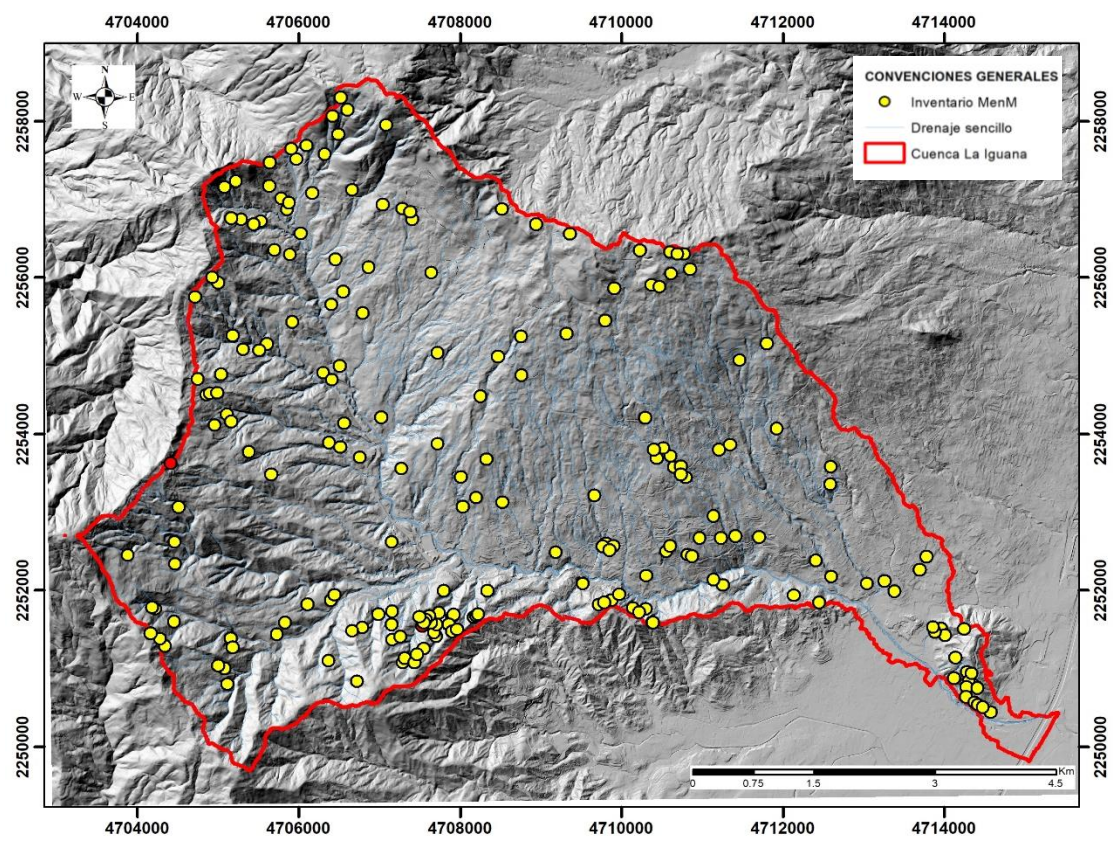 4704000 4706000 4708000 4710000 4712000 4714000
N
W E
S
CONVENCIONES GENERALES
Inventario MenM
Drenaje sencillo
Cuenca La Iguana
2258000 2258000
2256000 2256000
2254000 2254000
2252000 2252000
2250000 2250000
Km
0 0.75 1.5 3 4.5
4704000 4706000 4708000 4710000 4712000 4714000